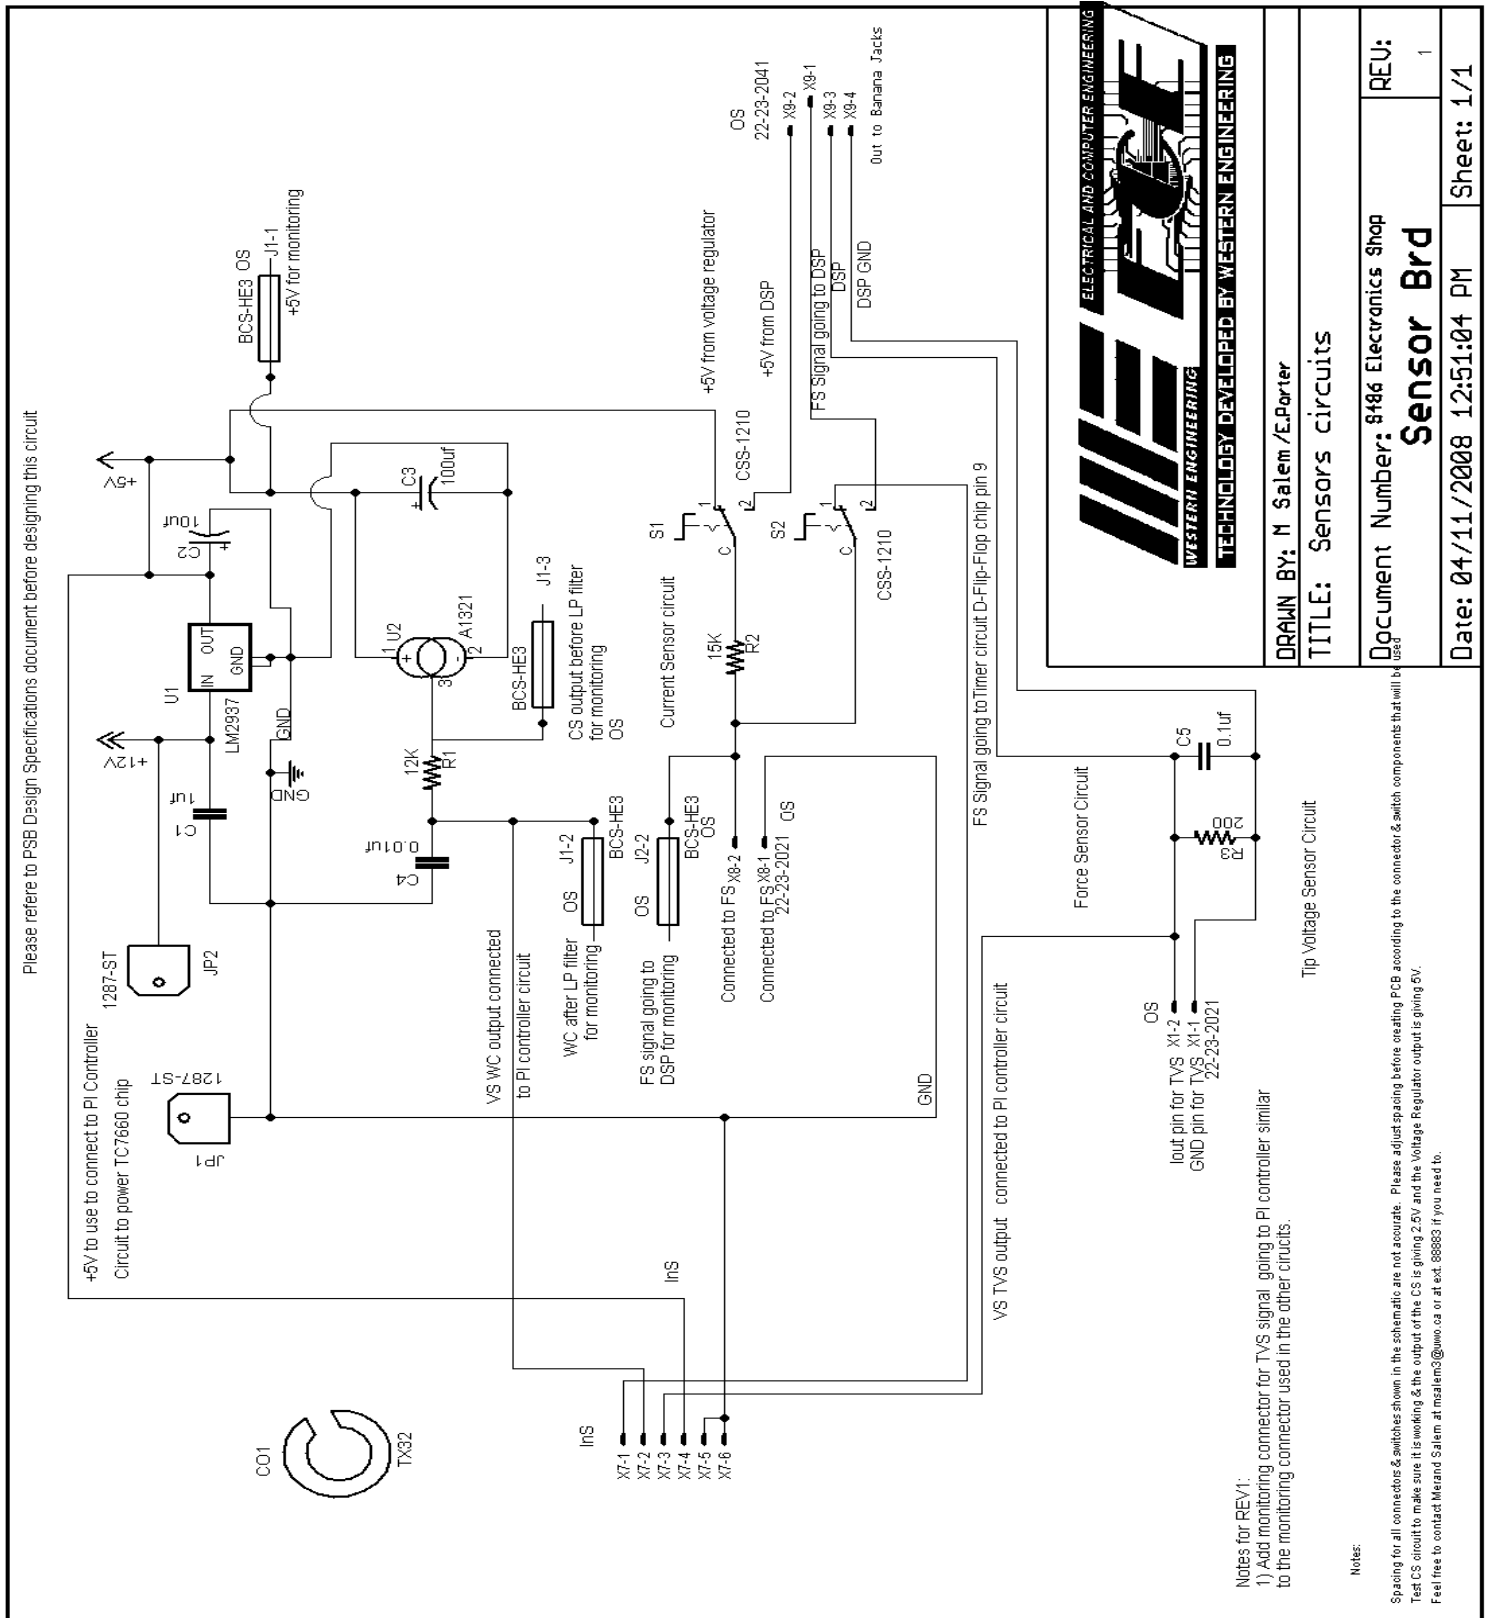 Please refere to PSB Design Specifications document before designing this circuit
+5V to use to connect to PI Controller
Circuit to power TC7660 chip
1287-ST
JP2
1287-ST
JP1
+12V
+5V
C1
1uf
U1
IN
OUT
GND
LM2937
GND
GND
C2
10uf
+
BCS-HE3 OS
J1-1
+5V for monitoring
C3
100uf
+
U2
1
+
-
2
3
A1321
12K
R1
C4
0.01uf
BCS-HE3
J1-3
CS output before LP filter
for monitoring
OS
VS WC output connected
to PI controller circuit
OS
J1-2
BCS-HE3
WC after LP filter
for monitoring
OS
J2-2
BCS-HE3
OS
FS signal going to
DSP for monitoring
Connected to FS X8-2
Connected to FS X8-1
22-23-2021
OS
Current Sensor circuit
15K
R2
S1
C
1
2
CSS-1210
S2
C
1
2
CSS-1210
+5V from voltage regulator
+5V from DSP
FS Signal going to DSP
DSP
DSP GND
OS
22-23-2041
X9-2
X9-1
X9-3
X9-4
Out to Banana Jacks
CO1
TX32
InS
InS
X7-1
X7-2
X7-3
X7-4
X7-5
X7-6
GND
FS Signal going to Timer circuit D-Flip-Flop chip pin 9
VS TVS output connected to PI controller circuit
Force Sensor Circuit
OS
Iout pin for TVS X1-2
GND pin for TVS X1-1
22-23-2021
R3
200
C5
0.1uf
Tip Voltage Sensor Circuit
Notes for REV1:
1) Add monitoring connector for TVS signal going to PI controller similar
to the monitoring connector used in the other cirucits.
Notes:
Spacing for all connectors & switches shown in the schematic are not accurate. Please adjust spacing before creating PCB according to the connector & switch components that will be used
Test CS circuit to make sure it is working & the output of the CS is giving 2.5V and the Voltage Regulator output is giving 5V.
Feel free to contact Merand Salem at msalem3@uwo.ca or at ext. 88883 if you need to.
ELECTRICAL AND COMPUTER ENGINEERING
WESTERN ENGINEERING
TECHNOLOGY DEVELOPED BY WESTERN ENGINEERING
DRAWN BY: M Salem /E.Porter
TITLE: Sensors circuits
Document Number: 8486 Electronics Shop
Sensor Brd
REV:
1
Date: 04/11/2008 12:51:04 PM
Sheet: 1/1